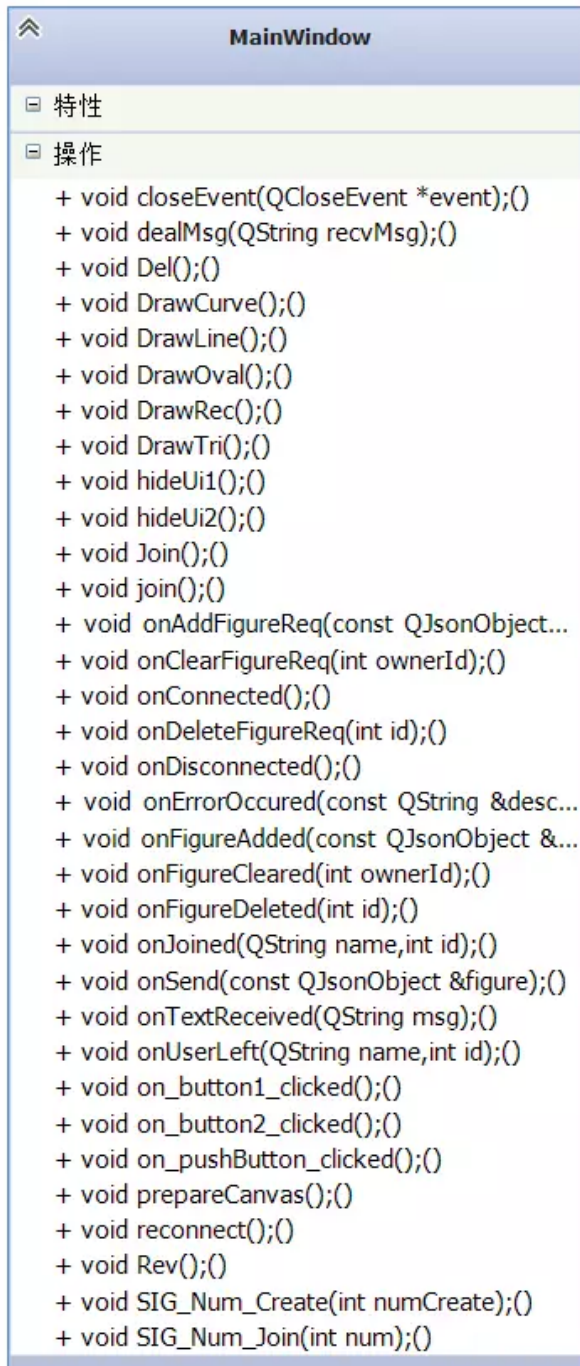 MainWindow
特性
操作
+ void closeEvent(QCloseEvent *event);()
+ void dealMsg(QString recvMsg);()
+ void Del();()
+ void DrawCurve();()
+ void DrawLine();()
+ void DrawOval();()
+ void DrawRec();()
+ void DrawTri();()
+ void hideUi1();()
+ void hideUi2();()
+ void Join();()
+ void join();()
+ void onAddFigureReq(const QJsonObject...
+ void onClearFigureReq(int ownerId);()
+ void onConnected();()
+ void onDeleteFigureReq(int id);()
+ void onDisconnected();()
+ void onErrorOccured(const QString &desc...
+ void onFigureAdded(const QJsonObject &...
+ void onFigureCleared(int ownerId);()
+ void onFigureDeleted(int id);()
+ void onJoined(QString name,int id);()
+ void onSend(const QJsonObject &figure);()
+ void onTextReceived(QString msg);()
+ void onUserLeft(QString name,int id);()
+ void on_button1_clicked();()
+ void on_button2_clicked();()
+ void on_pushButton_clicked();()
+ void prepareCanvas();()
+ void reconnect();()
+ void Rev();()
+ void SIG_Num_Create(int numCreate);()
+ void SIG_Num_Join(int num);()